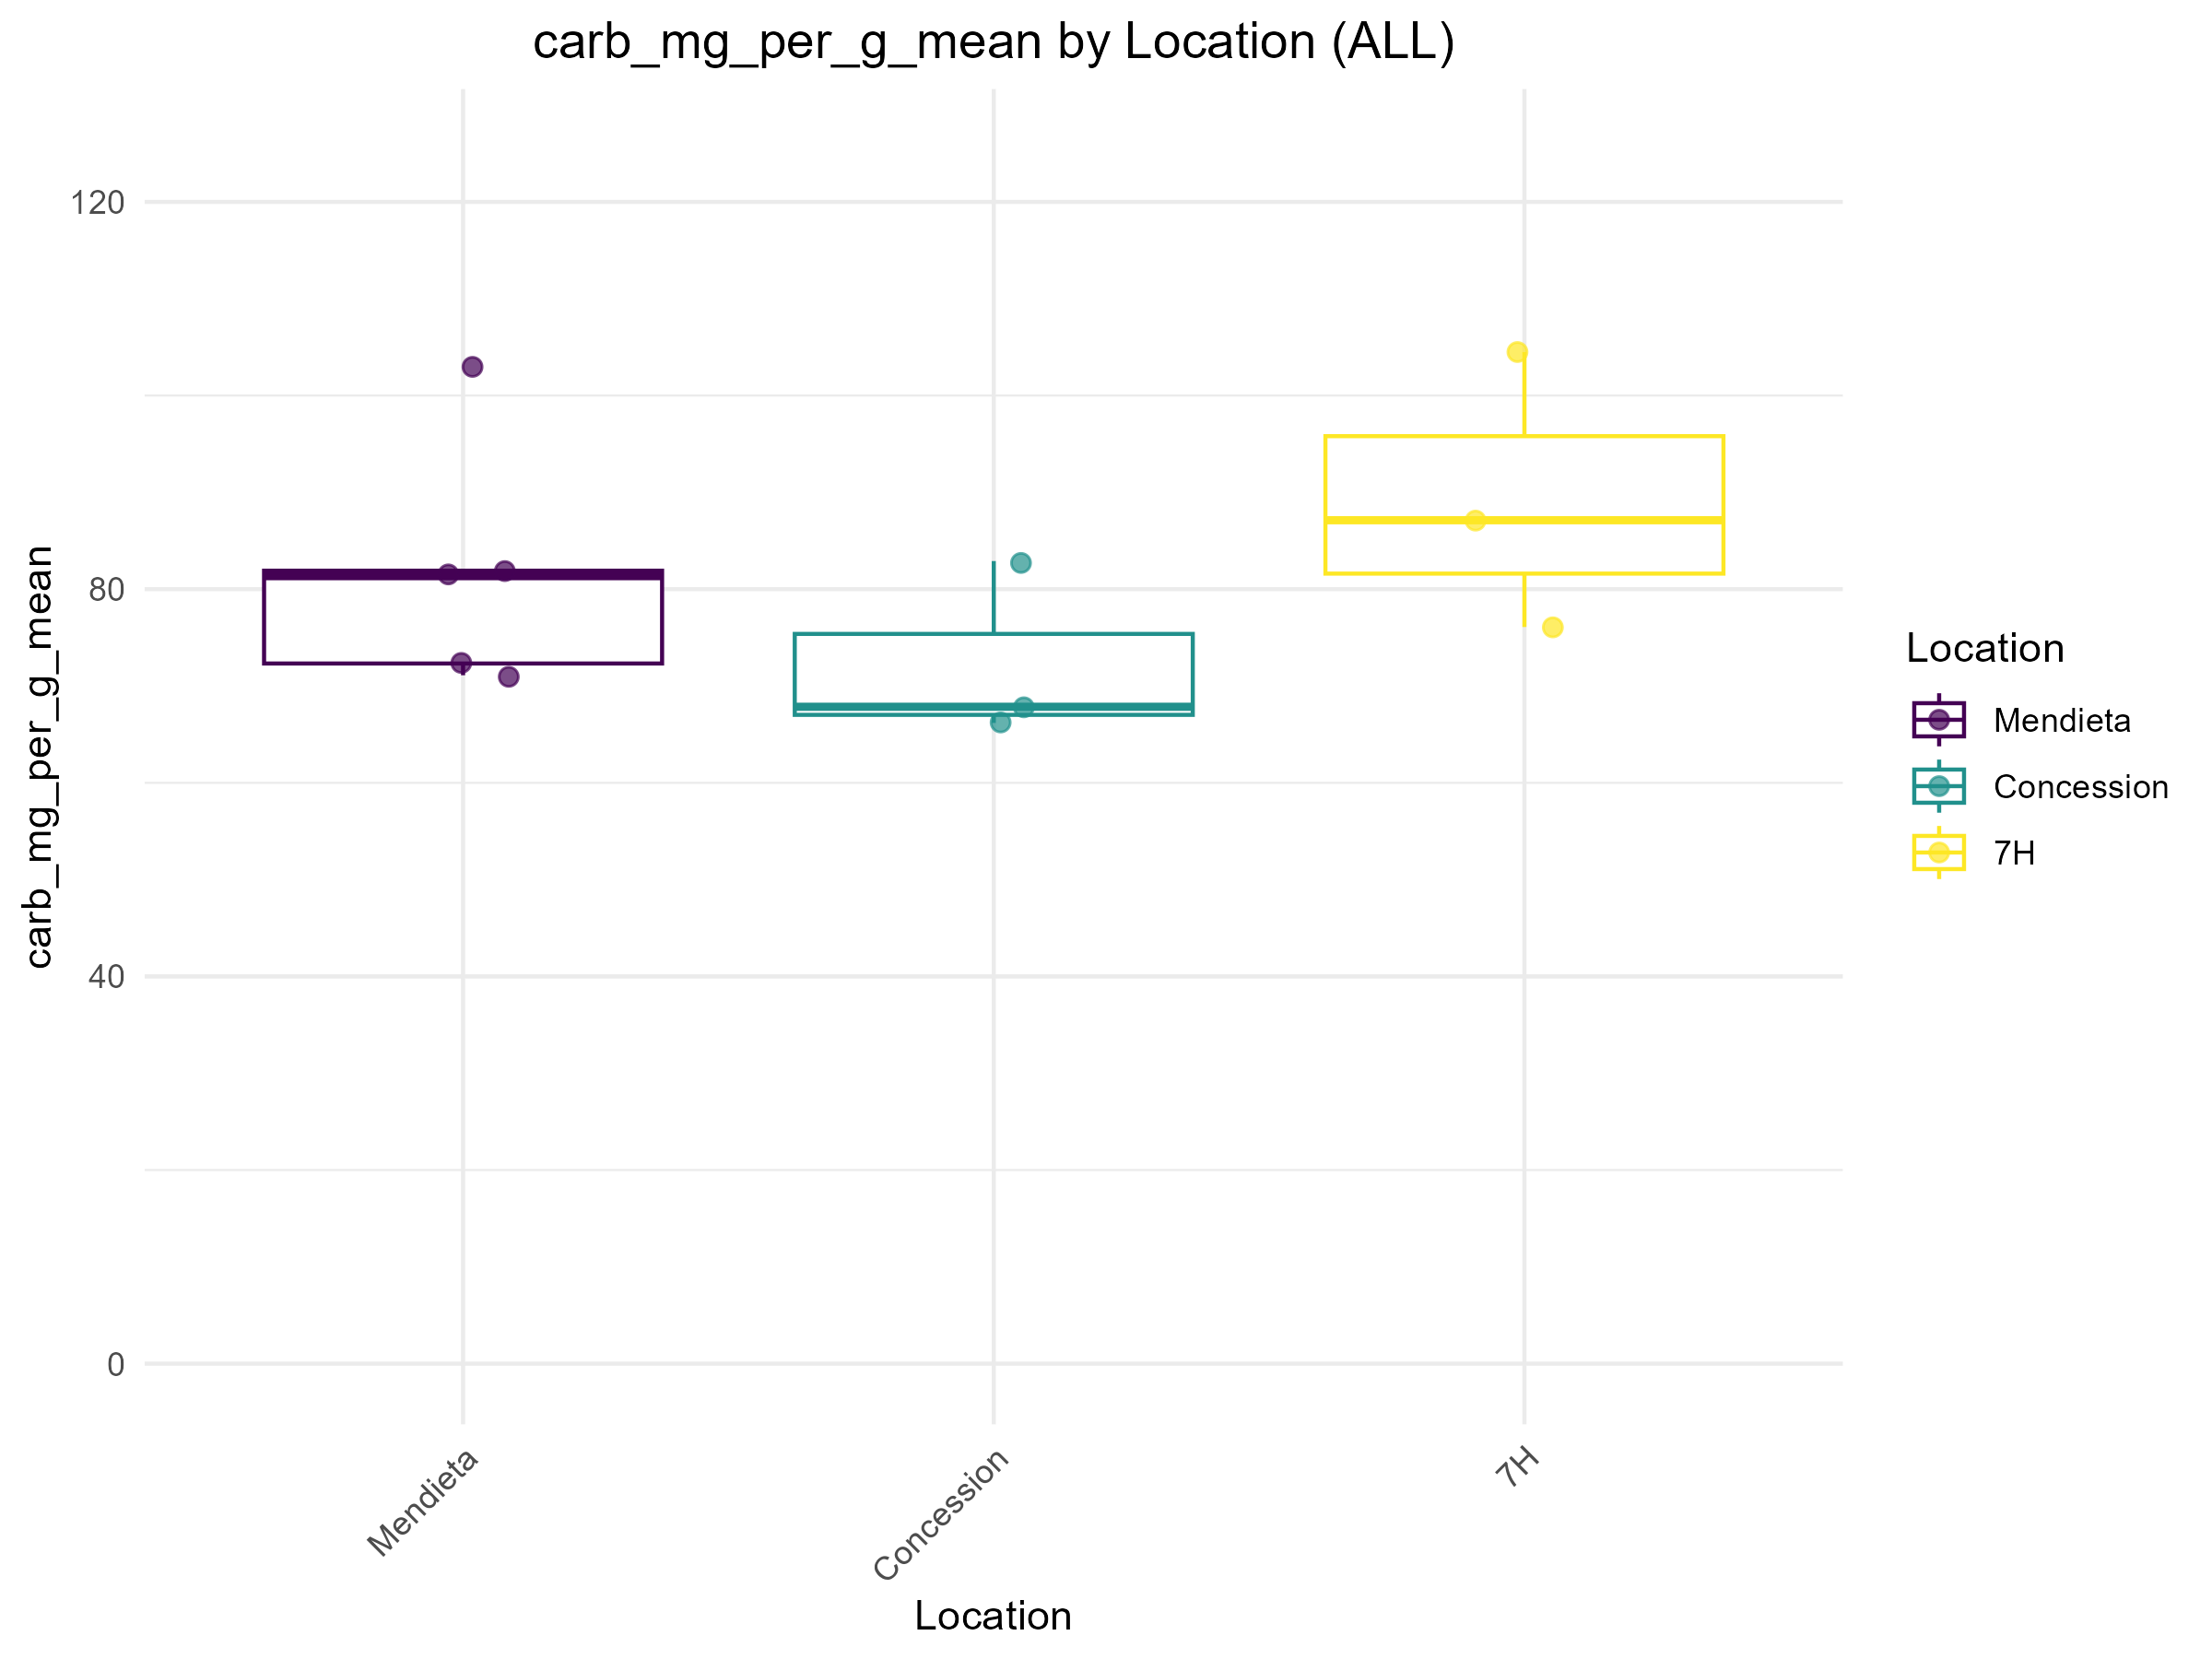 carb_mg_per_g_mean by Location (ALL)
carb_mg_per_g_mean
120
80
40
0
Mendieta
Concession
7H
Location
Location
Mendieta
Concession
7H